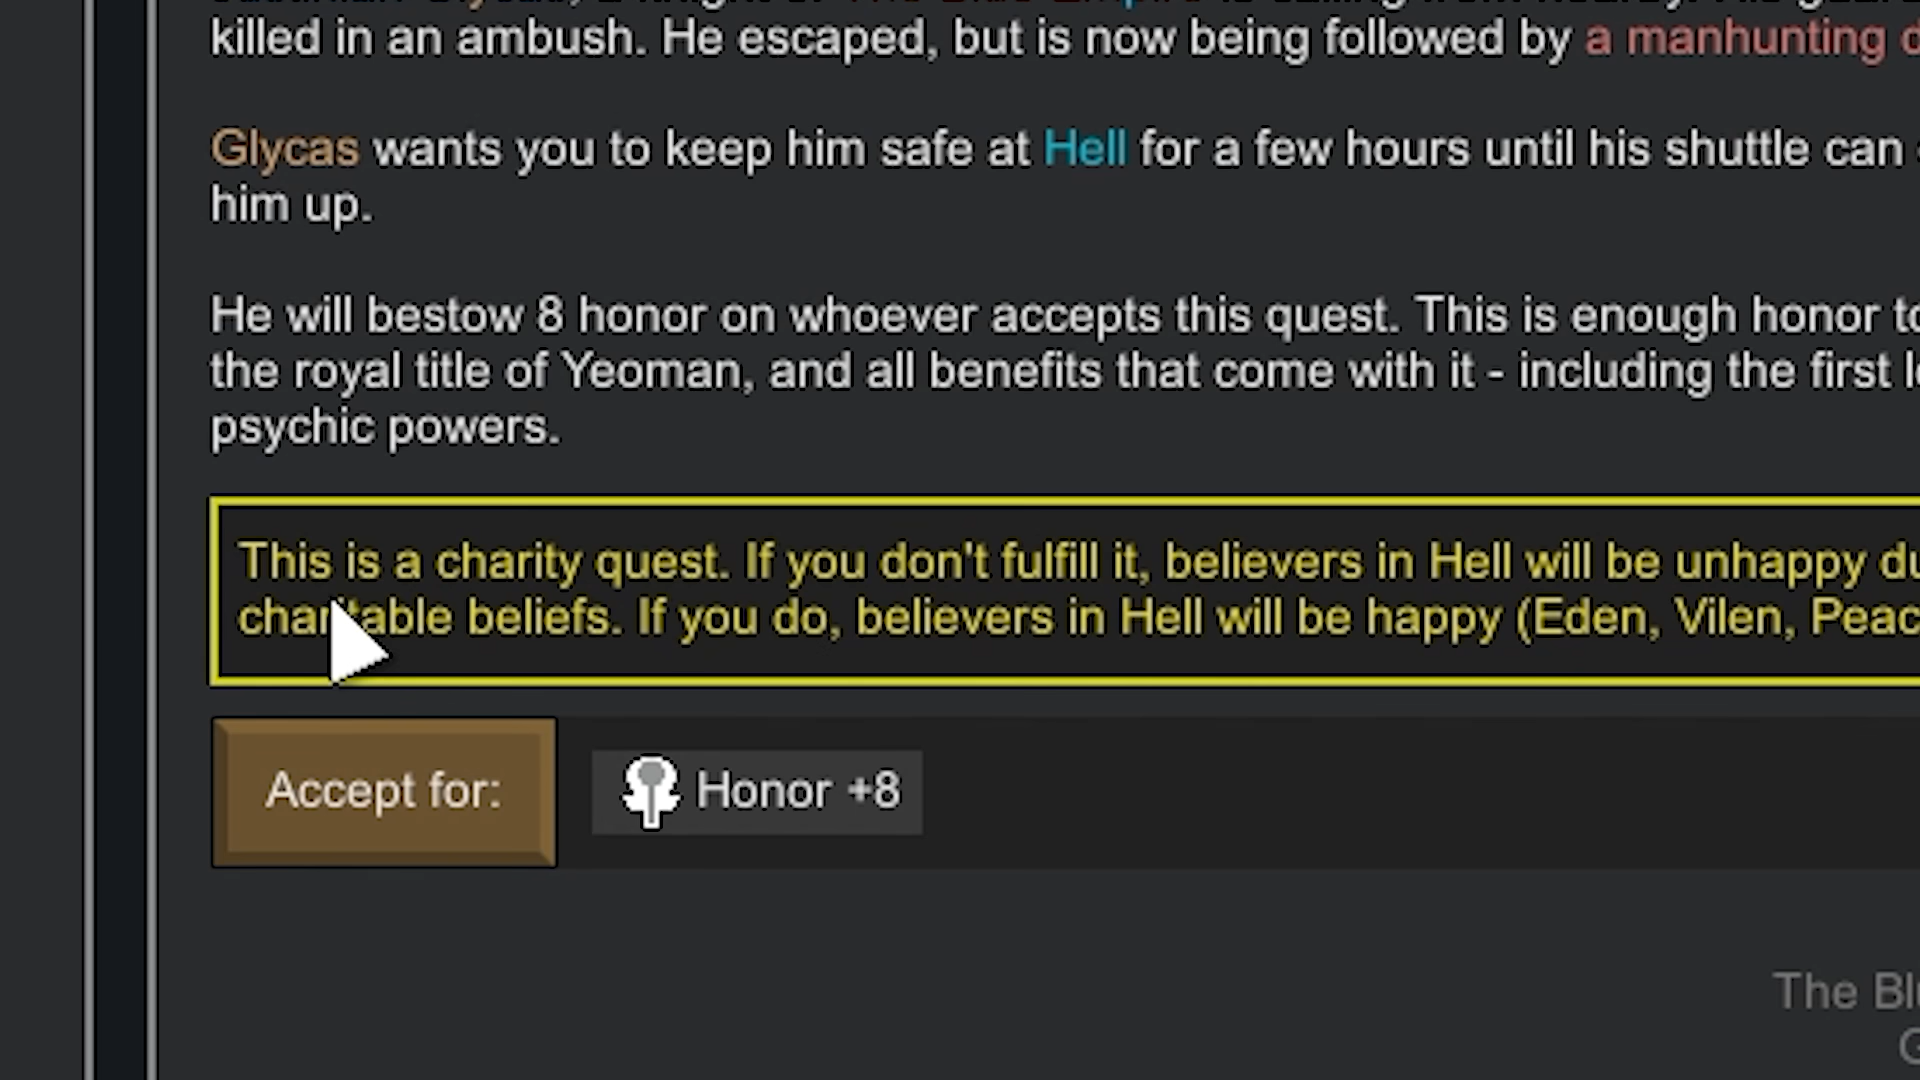 killed in an ambush. He escaped, but is now being followed by a manhunting
Glycas wants you to keep him safe at Hell for a few hours until his shuttle can
him up.
He will bestow 8 honor on whoever accepts this quest. This is enough honor
the royal title of Yeoman, and all benefits that come with it - including the first
psychic powers.
This is a charity quest. If you don't fulfill it, believers in Hell will be unhappy
charitable beliefs. If you do, believers in Hell will be happy (Eden, Vilen,
Accept for:
Honor +8
The